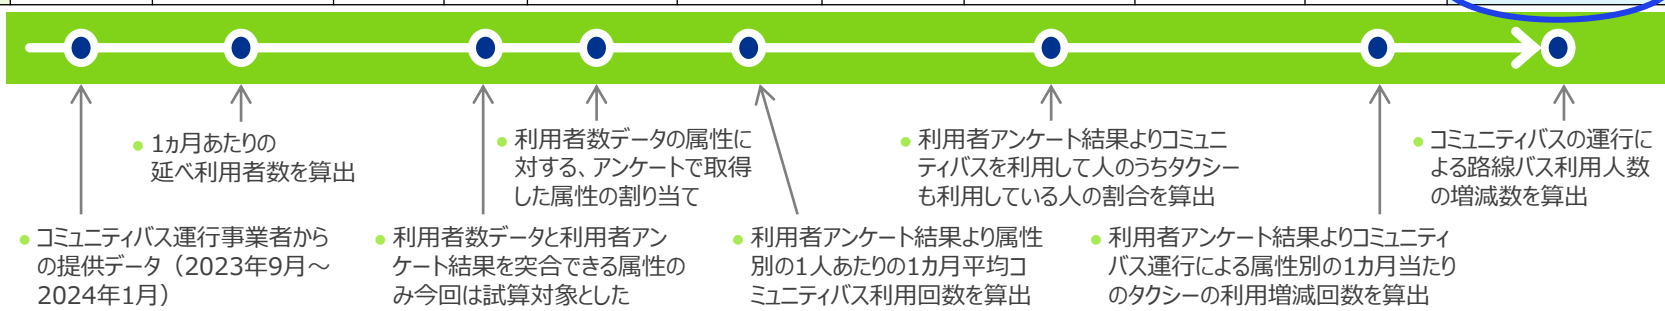 1ヵ月あたりの
延べ利用者数を算出
利用者数データの属性に
対する、アンケートで取得
した属性の割り当て
利用者アンケート結果よりコミュニ
ティバスを利用して人のうちタクシー
も利用している人の割合を算出
コミュニティバスの運行に
よる路線バス利用人数
の増減数を算出
コミュニティバス運行事業者から
の提供データ（2023年9月～
2024年1月）
利用者数データと利用者アン
ケート結果を突合できる属性の
み今回は試算対象とした
利用者アンケート結果より属性
別の1人あたりの1カ月平均コ
ミュニティバス利用回数を算出
利用者アンケート結果よりコミュニティ
バス運行による属性別の1カ月当たり
のタクシーの利用増減回数を算出